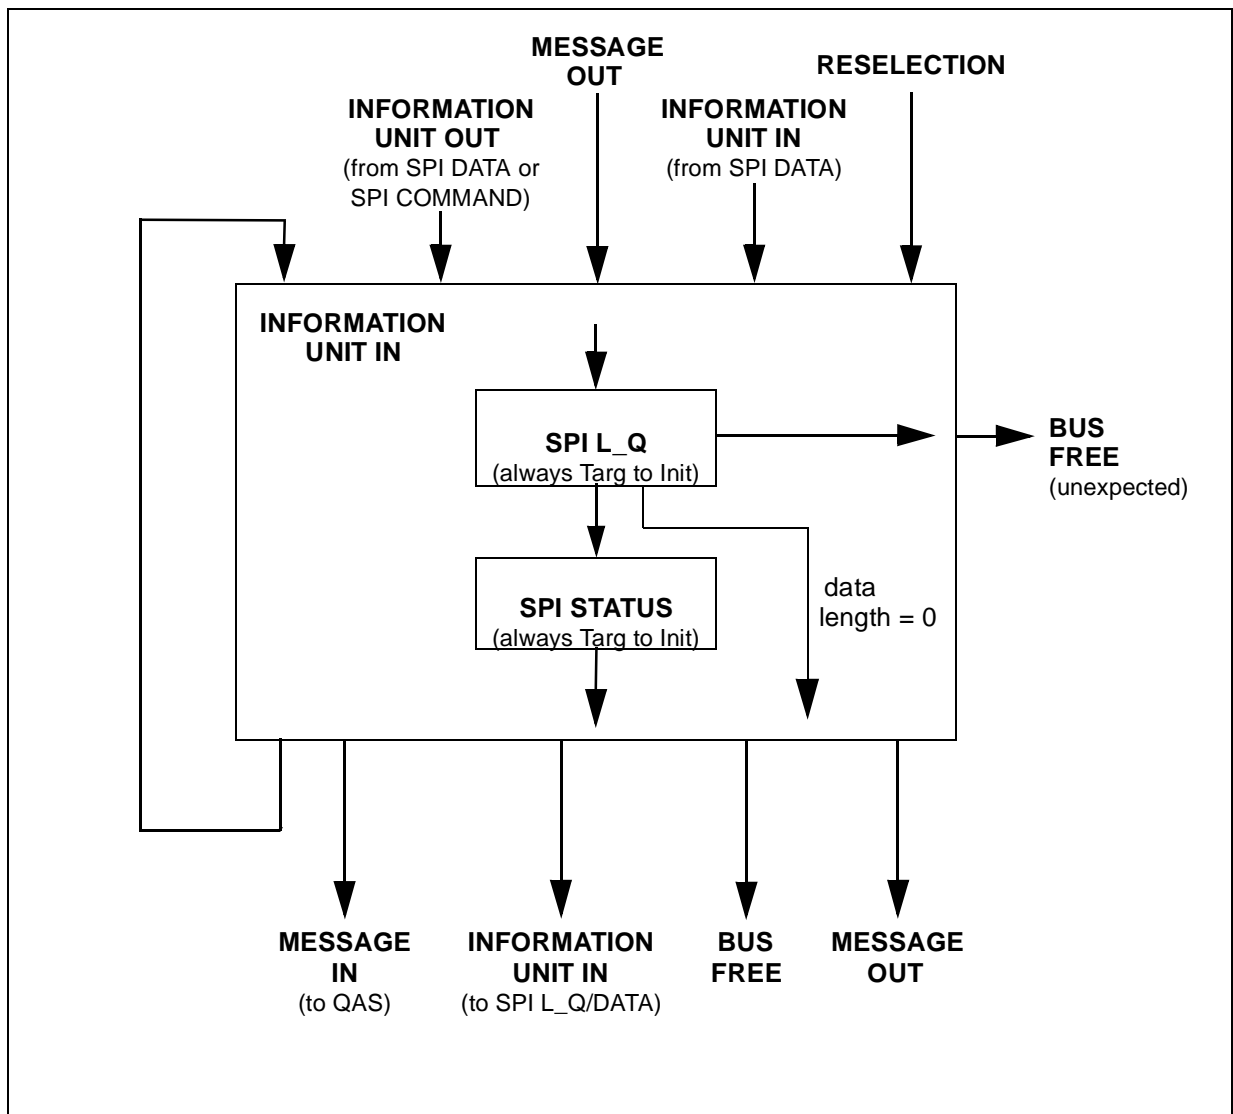 MESSAGE
OUT
RESELECTION
INFORMATION
UNIT OUT
(from SPI DATA or
SPI COMMAND)
INFORMATION
UNIT IN
(from SPI DATA)
INFORMATION
UNIT IN
SPI L_Q
(always Targ to Init)
BUS
FREE
(unexpected)
SPI STATUS
(always Targ to Init)
data
length = 0
MESSAGE
IN
(to QAS)
INFORMATION
UNIT IN
(to SPI L_Q/DATA)
BUS
FREE
MESSAGE
OUT